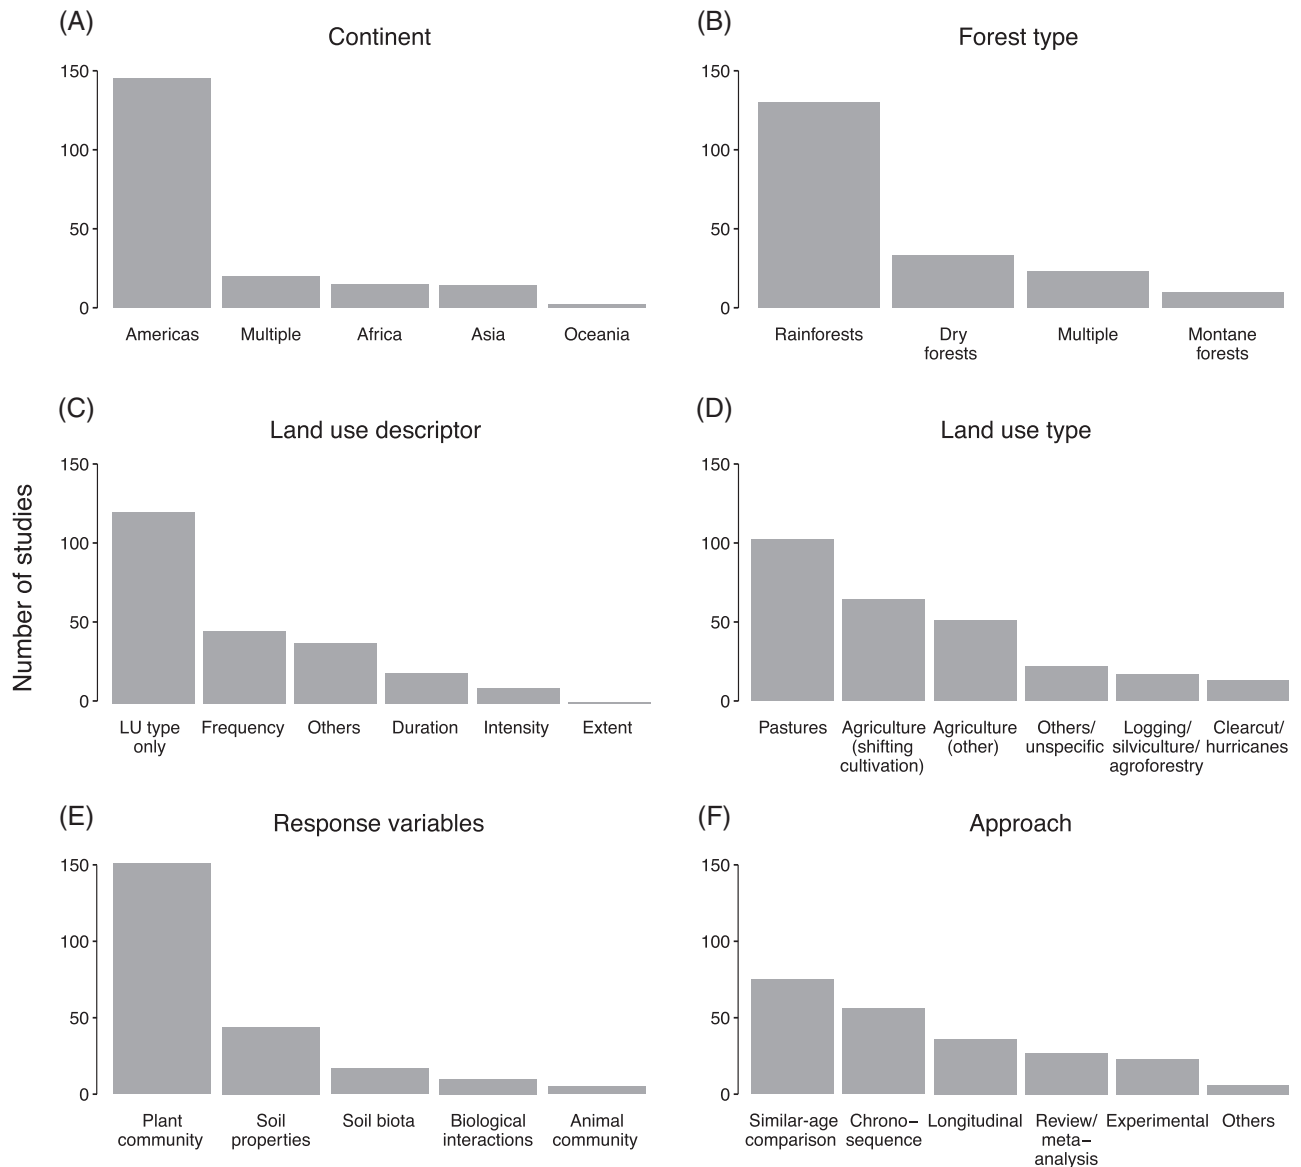 (A)
Continent
150
100
50
0
Americas
Multiple
Africa
Asia
Oceania
(B)
Forest type
150
100
50
0
Rainforests
Dry
forests
Multiple
Montane
forests
Number of studies
(C)
Land use descriptor
150
100
50
0
LU type
only
Frequency
Others
Duration
Intensity
Extent
(D)
Land use type
150
100
50
0
Pastures
Agriculture
(shifting
cultivation)
Agriculture
(other)
Others/
unspecific
Logging/
silviculture/
agroforestry
Clearcut/
hurricanes
(E)
Response variables
150
100
50
0
Plant
community
Soil
properties
Soil biota
Biological
interactions
Animal
community
(F)
Approach
150
100
50
0
Similar-age
comparison
Chrono−
sequence
Longitudinal
Review/
meta−
analysis
Experimental
Others